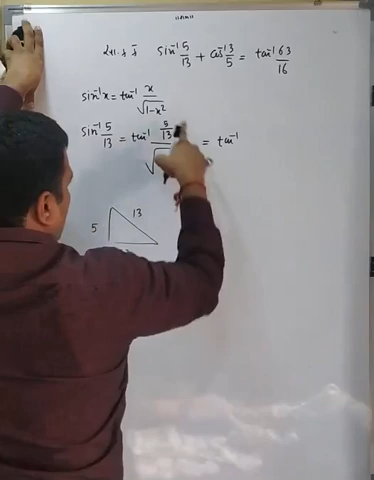 sin⁻¹ 5/13 + cos⁻¹ 3/5 = tan⁻¹ 63/16
sin⁻¹x = tan⁻¹ x/√(1-x²)
sin⁻¹ 5/13 = tan⁻¹ 5/13 = tan⁻¹
5 13